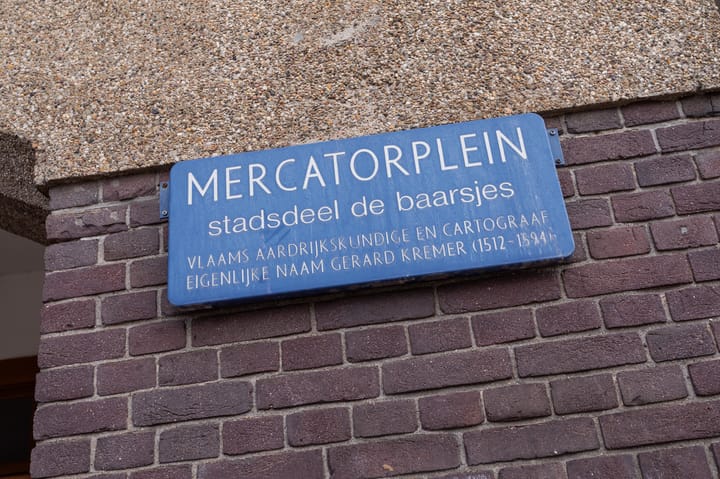 MERCATORPLEIN
stadsdeel de baarsjes
VLAAMS AARDRIJKSKUNDIGE EN CARTOGRAAF
EIGENLIJKE NAAM GERARD KREMER (1512-1594)